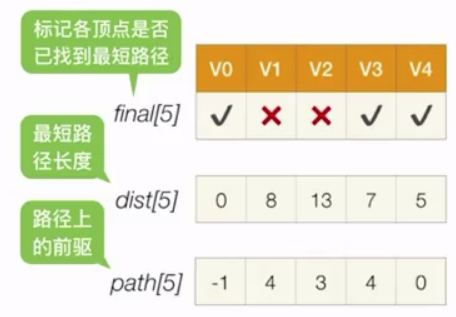 标记各顶点是否
已找到最短路径
V0 V1 V2 V3 V4
final[5] ✔ ✖ ✖ ✔ ✔
最短路
径长度
dist[5] 0 8 13 7 5
路径上
的前驱
path[5] -1 4 3 4 0